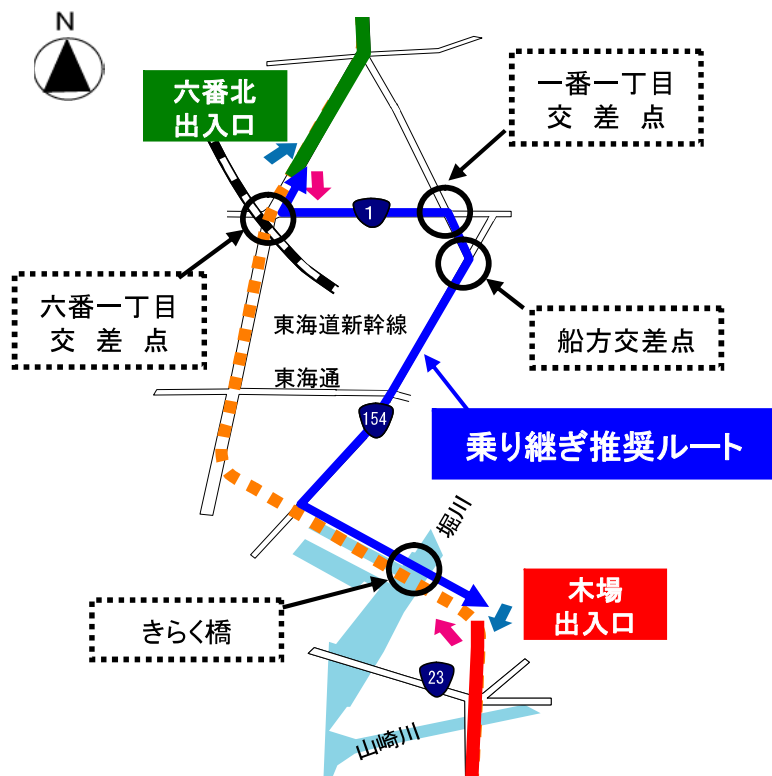 N
六番北
出入口
一番一丁目
交差点
1
六番一丁目
交差点
東海道新幹線
船方交差点
東海通
154
乗り継ぎ推奨ルート
堀川
木場
出入口
きらく橋
23
山崎川